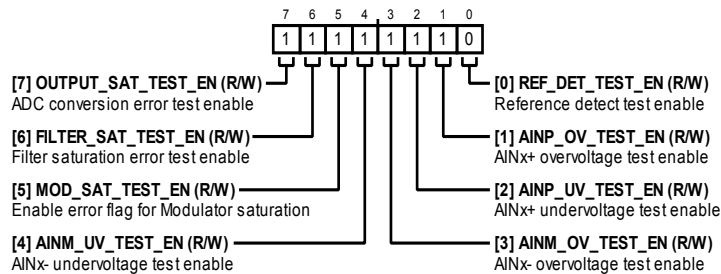 7 6 5 4 3 2 1 0
1 1 1 1 1 1 1 0
[7] OUTPUT_SAT_TEST_EN (R/W)
ADC conversion error test enable
[6] FILTER_SAT_TEST_EN (R/W)
Filter saturation error test enable
[5] MOD_SAT_TEST_EN (R/W)
Enable error flag for Modulator saturation
[4] AINM_UV_TEST_EN (R/W)
AINx- undervoltage test enable
[0] REF_DET_TEST_EN (R/W)
Reference detect test enable
[1] AINP_OV_TEST_EN (R/W)
AINx+ overvoltage test enable
[2] AINP_UV_TEST_EN (R/W)
AINx+ undervoltage test enable
[3] AINM_OV_TEST_EN (R/W)
AINx- overvoltage test enable